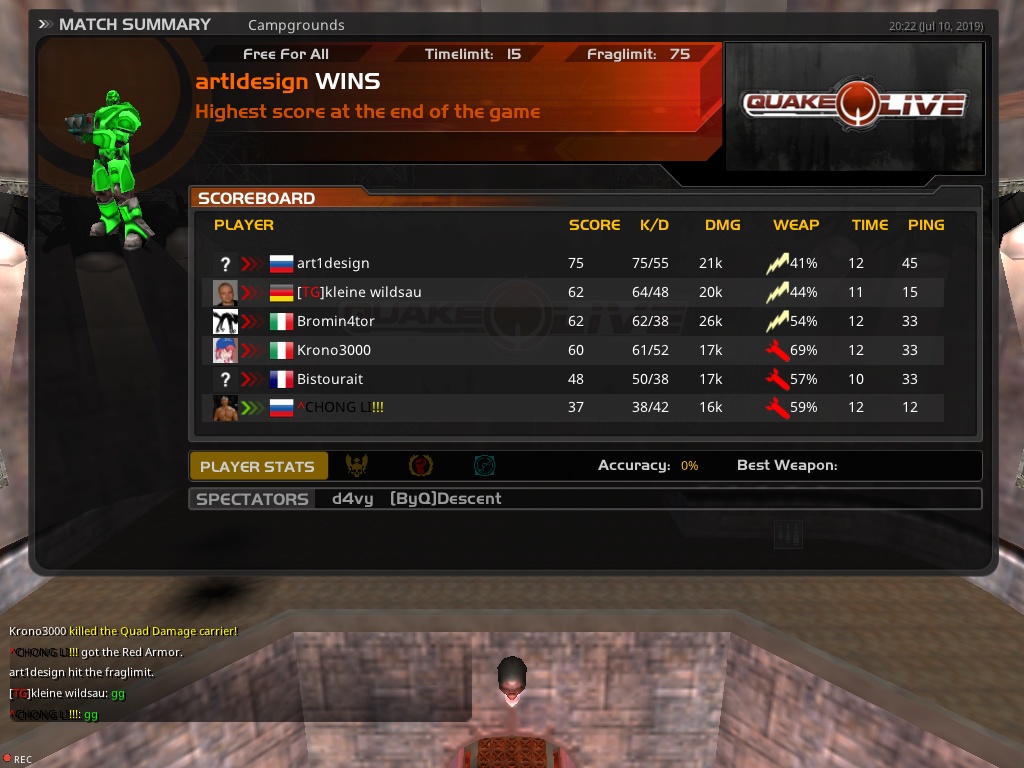 MATCH SUMMARY Campgrounds 20:22 (Jul 10, 2019)
Free For All Timelimit: 15 Fraglimit: 75
art1design WINS
Highest score at the end of the game
QUAKE LIVE
SCOREBOARD
PLAYER SCORE K/D DMG WEAP TIME PING
? art1design 75 75/55 21k 41% 12 45
[TG]kleine wildsau 62 64/48 20k 44% 11 15
Bromin4tor 62 62/38 26k 54% 12 33
Krono3000 60 61/52 17k 69% 12 33
? Bistourait 48 50/38 17k 57% 10 33
^CHONG LI!!! 37 38/42 16k 59% 12 12
PLAYER STATS Accuracy: 0% Best Weapon:
SPECTATORS d4vy [ByQ]Descent
Krono3000 killed the Quad Damage carrier!
^CHONG LI!!! got the Red Armor.
art1design hit the fraglimit.
[TG]kleine wildsau: gg
^CHONG LI!!!: gg
REC